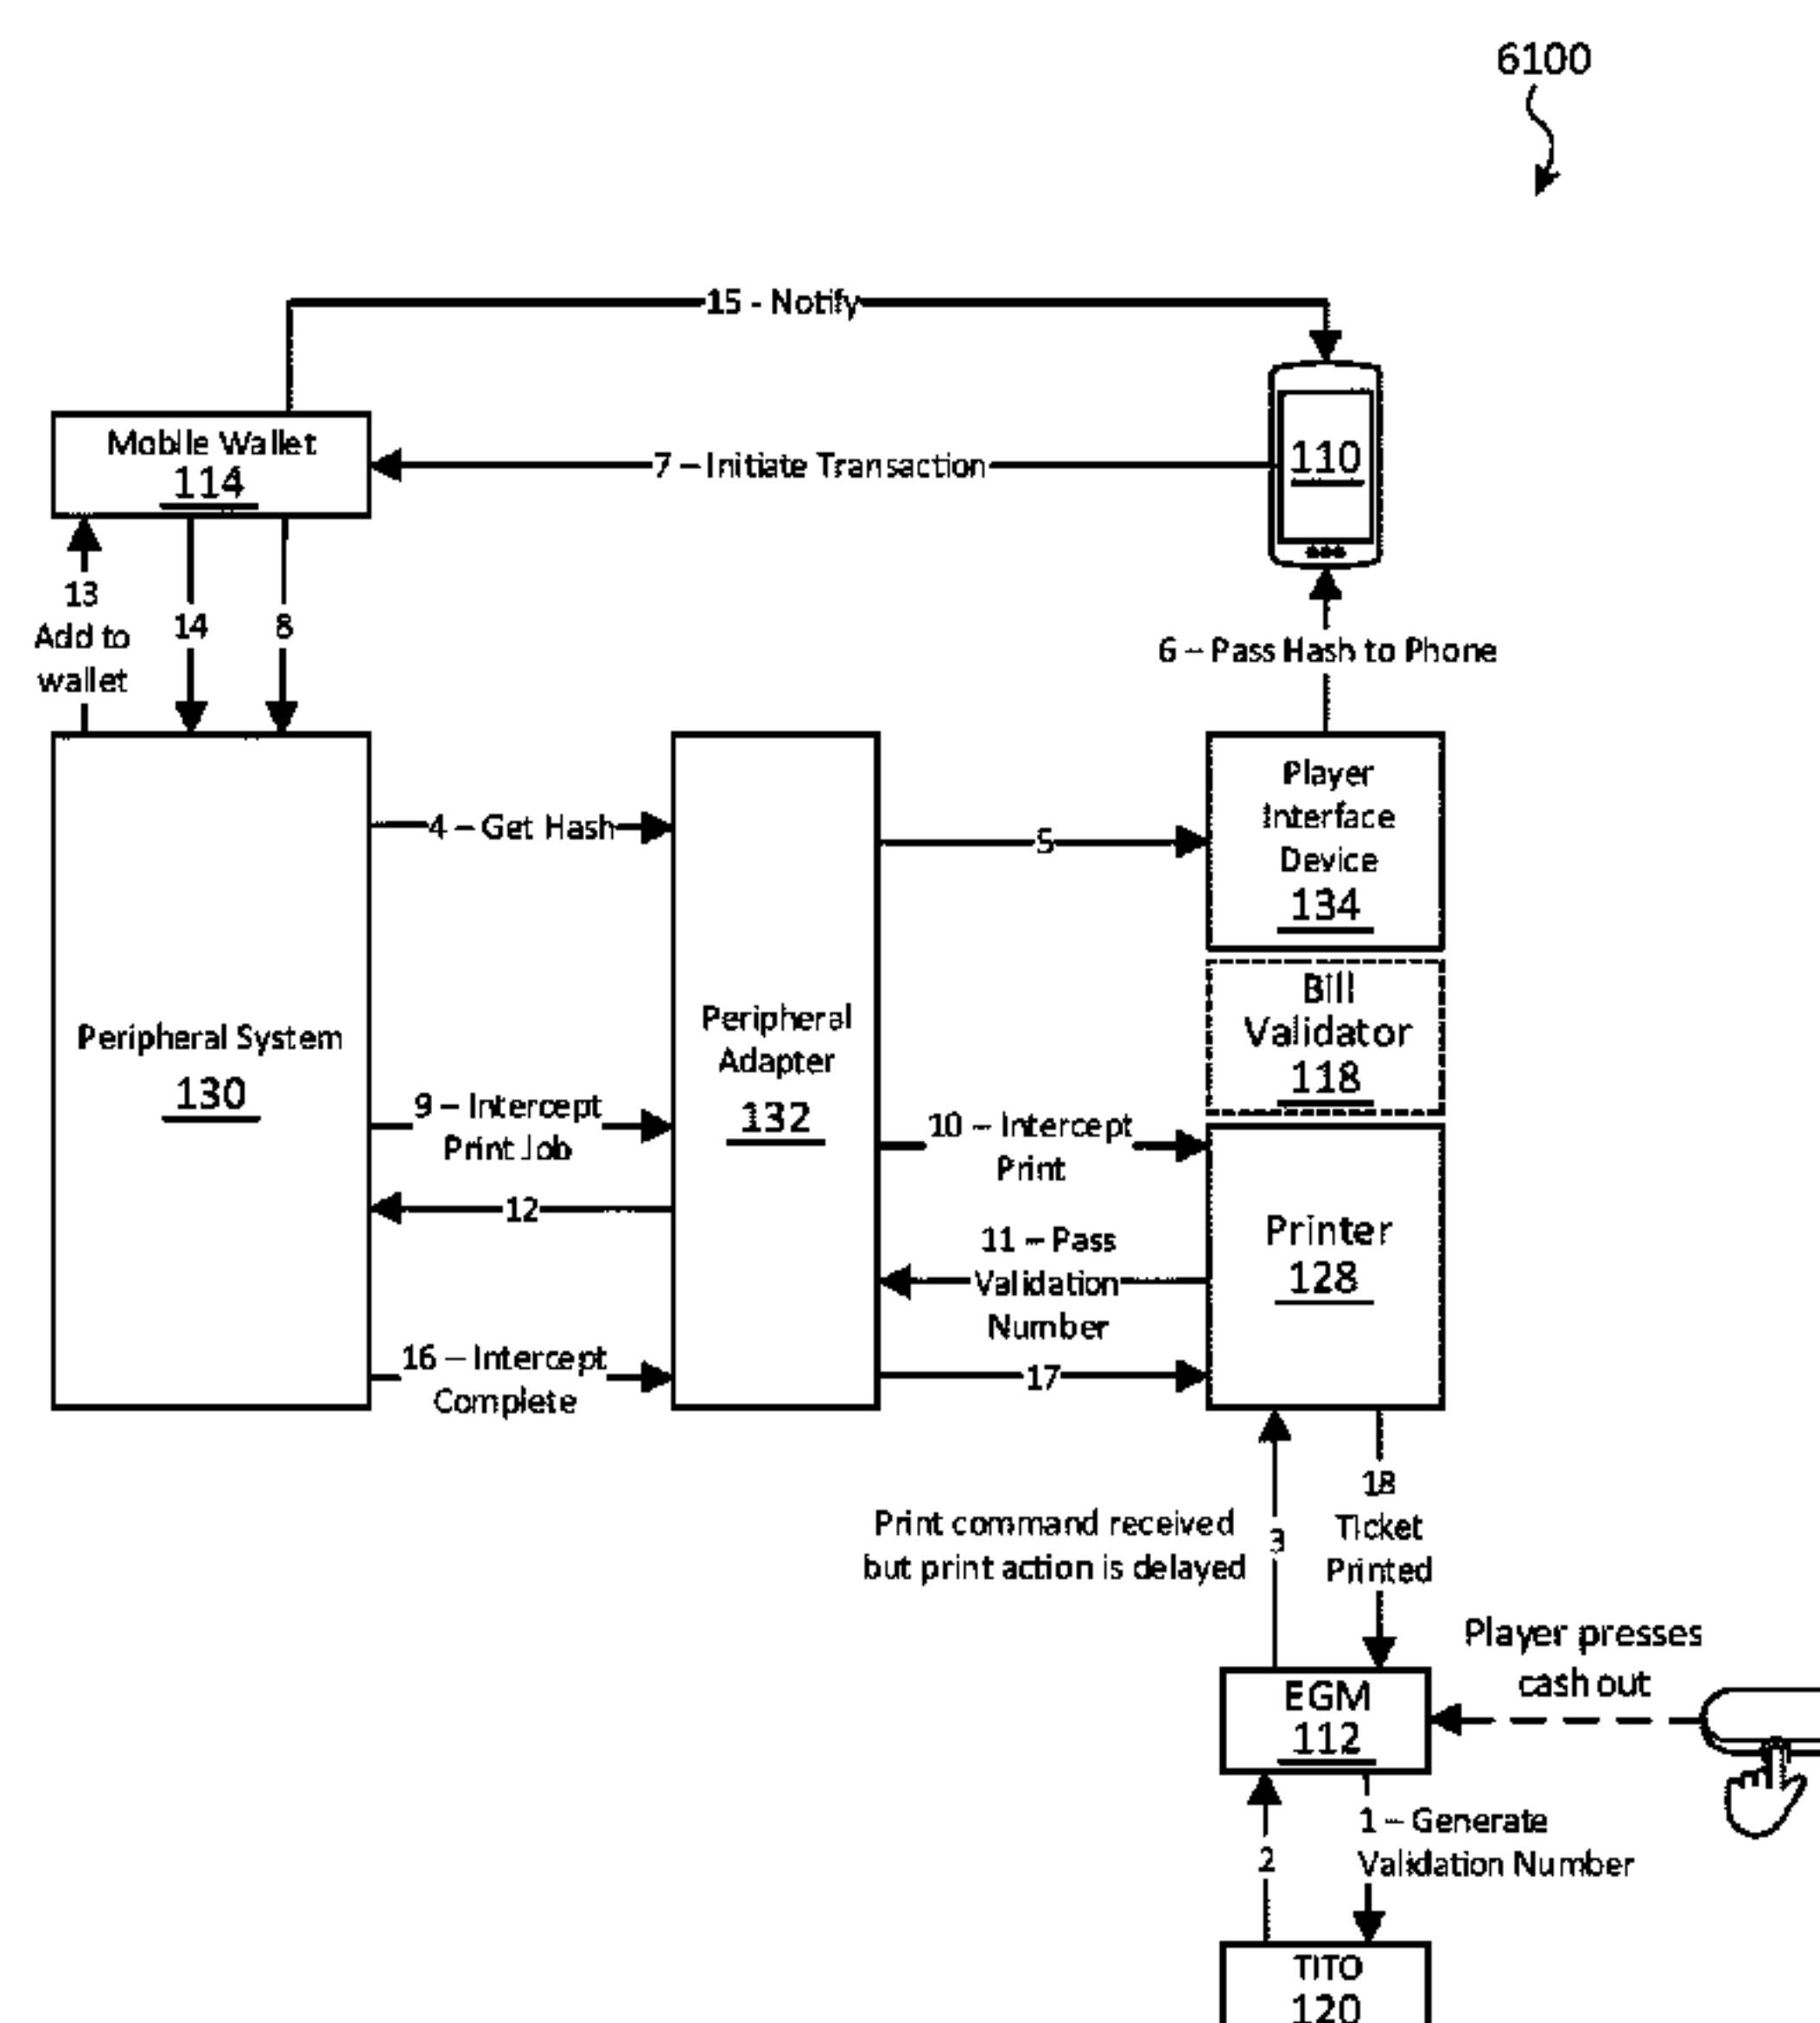 6100
15 - Notify
Mobile Wallet
114
7 – Initiate Transaction
110
13
Add to
wallet
14
8
6 – Pass Hash to Phone
4 – Get Hash
5
Player
Interface
Device
134
Bill
Validator
118
Peripheral System
130
Peripheral
Adapter
132
9 – Intercept
Print Job
10 – Intercept
Print
12
11 – Pass
Validation
Number
Printer
128
16 – Intercept
Complete
17
Print command received
but print action is delayed
3
18
Ticket
Printed
Player presses
cash out
EGM
112
2
1 – Generate
Validation Number
TITO
120